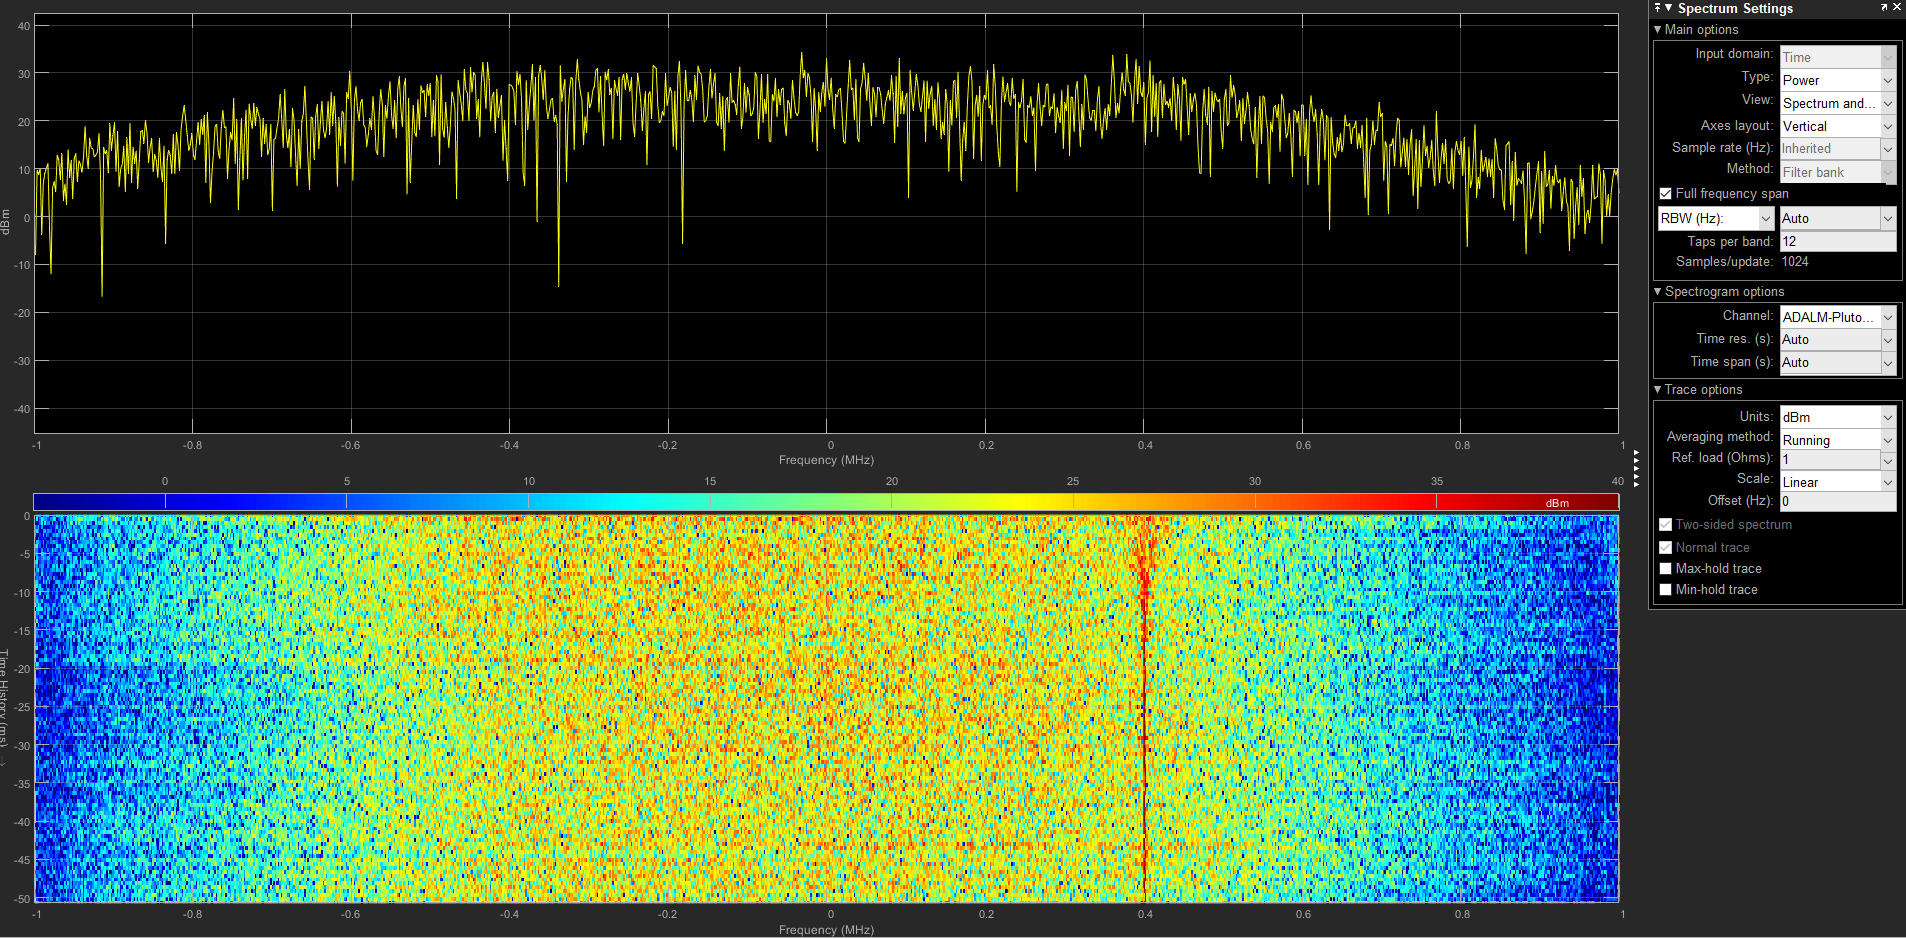 40
30
20
10
0
-10
-20
-30
-40
dBm
-1 -0.8 -0.6 -0.4 -0.2 0 0.2 0.4 0.6 0.8 1
Frequency (MHz)
0 5 10 15 20 25 30 35 40
dBm
0
-5
-10
-15
-20
-25
-30
-35
-40
-45
-50
Time History (ms) →
-1 -0.8 -0.6 -0.4 -0.2 0 0.2 0.4 0.6 0.8 1
Frequency (MHz)
Spectrum Settings
Main options
Input domain: Time
Type: Power
View: Spectrum and...
Axes layout: Vertical
Sample rate (Hz): Inherited
Method: Filter bank
Full frequency span
RBW (Hz): Auto
Taps per band: 12
Samples/update: 1024
Spectrogram options
Channel: ADALM-Pluto...
Time res. (s): Auto
Time span (s): Auto
Trace options
Units: dBm
Averaging method: Running
Ref. load (Ohms): 1
Scale: Linear
Offset (Hz): 0
Two-sided spectrum
Normal trace
Max-hold trace
Min-hold trace